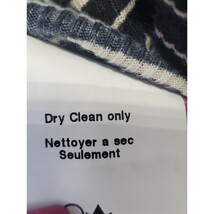 Dry Clean only
Nettoyer a sec
Seulement